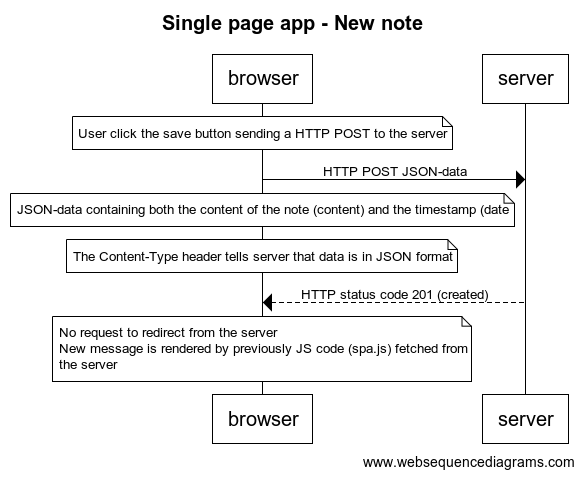 Single page app - New note
browser
server
User click the save button sending a HTTP POST to the server
HTTP POST JSON-data
JSON-data containing both the content of the note (content) and the timestamp (date
The Content-Type header tells server that data is in JSON format
HTTP status code 201 (created)
No request to redirect from the server
New message is rendered by previously JS code (spa.js) fetched from
the server
browser
server
www.websequencediagrams.com